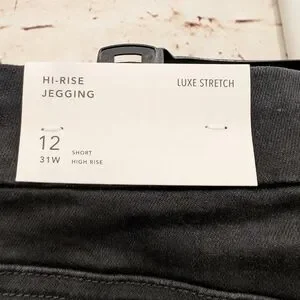 HI-RISE
JEGGING
LUXE STRETCH
12
31W
SHORT
HIGH RISE